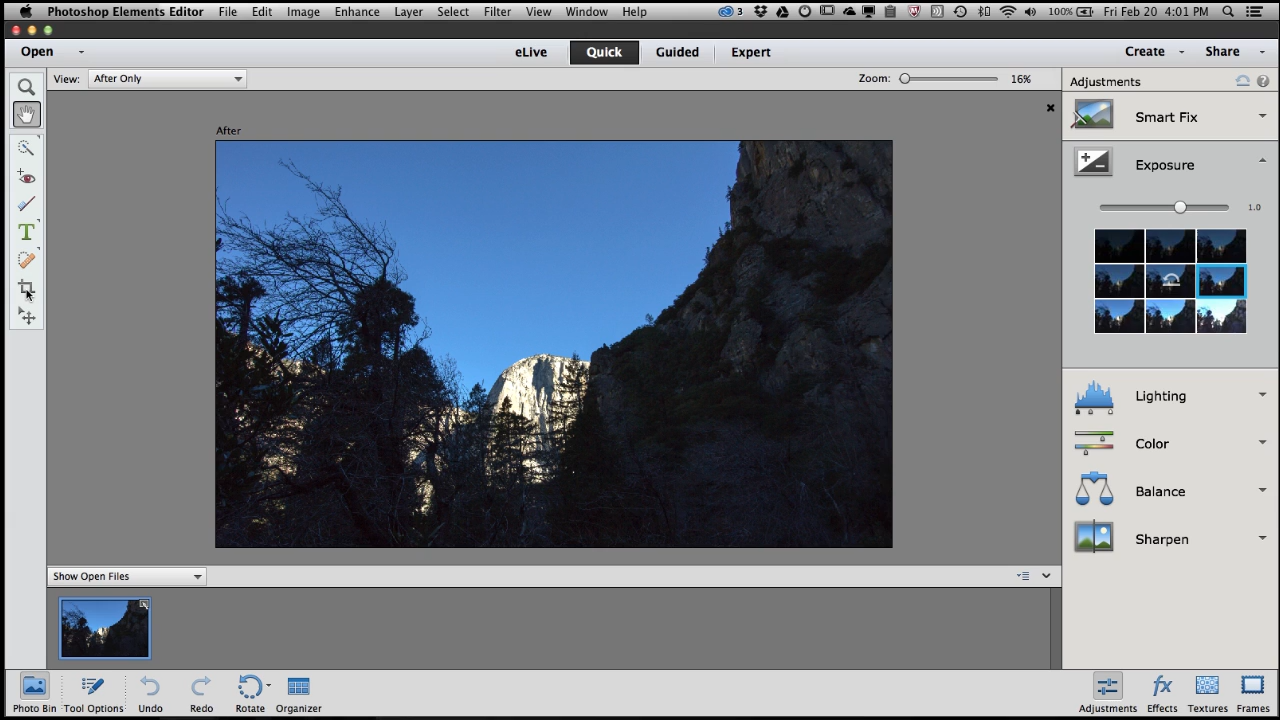 Photoshop Elements Editor File Edit Image Enhance Layer Select Filter View Window Help 3 100% Fri Feb 20 4:01 PM
Open eLive Quick Guided Expert Create Share
View: After Only Zoom: 16% Adjustments
After
Smart Fix
Exposure
1.0
Lighting
Color
Balance
Sharpen
Show Open Files
Photo Bin Tool Options Undo Redo Rotate Organizer Adjustments Effects Textures Frames